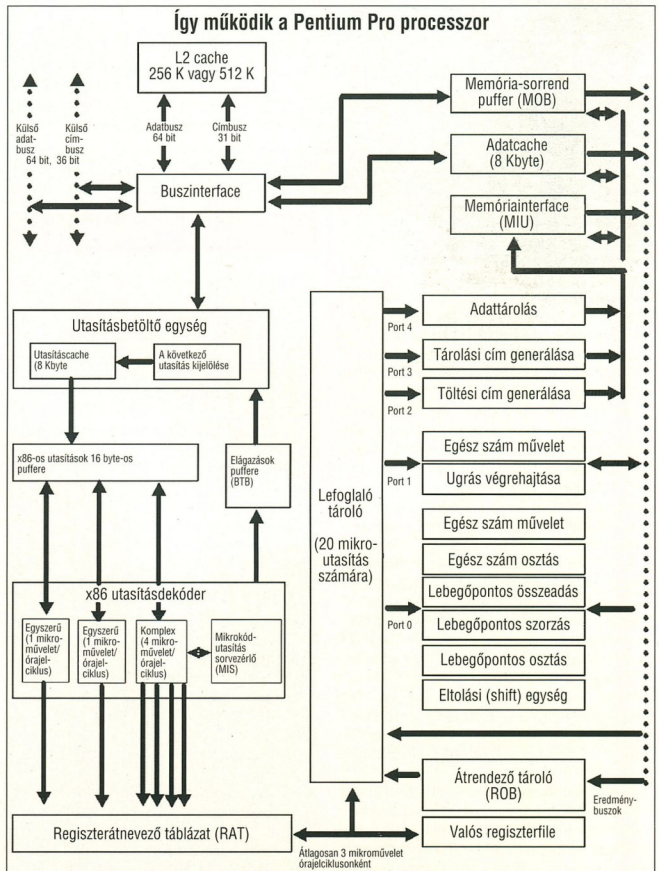 Így működik a Pentium Pro processzor
L2 cache
256 K vagy 512 K
Külső
adat-
busz
64 bit,
Külső
cím-
busz
36 bit
Adatbusz
64 bit
Címbusz
31 bit
Buszinterface
Memória-sorrend
puffer (MOB)
Adatcache
(8 Kbyte)
Memóriainterface
(MIU)
Utasításbetöltő egység
Utasításcache
(8 Kbyte
A következő
utasítás kijelölése
x86-os utasítások 16 byte-os
puffere
Elágazások
puffere
(BTB)
x86 utasításdekóder
Egyszerű
(1 mikro-
művelet/
órajel-
ciklus)
Egyszerű
(1 mikro-
művelet/
órajel-
ciklus)
Komplex
(4 mikro-
művelet/
órajel-
ciklus)
Mikrokód-
utasítás
sorvezérlő
(MIS)
Regiszterátnevező táblázat (RAT)
Lefoglaló
tároló
(20 mikro-
utasítás
számára)
Port 4
Adattárolás
Port 3
Tárolási cím generálása
Port 2
Töltési cím generálása
Port 1
Egész szám művelet
Ugrás végrehajtása
Port 0
Egész szám művelet
Egész szám osztás
Lebegőpontos összeadás
Lebegőpontos szorzás
Lebegőpontos osztás
Eltolási (shift) egység
Átrendező tároló
(ROB)
Eredmény-
buszok
Valós regiszterfile
Átlagosan 3 mikroművelet
órajelciklusonként